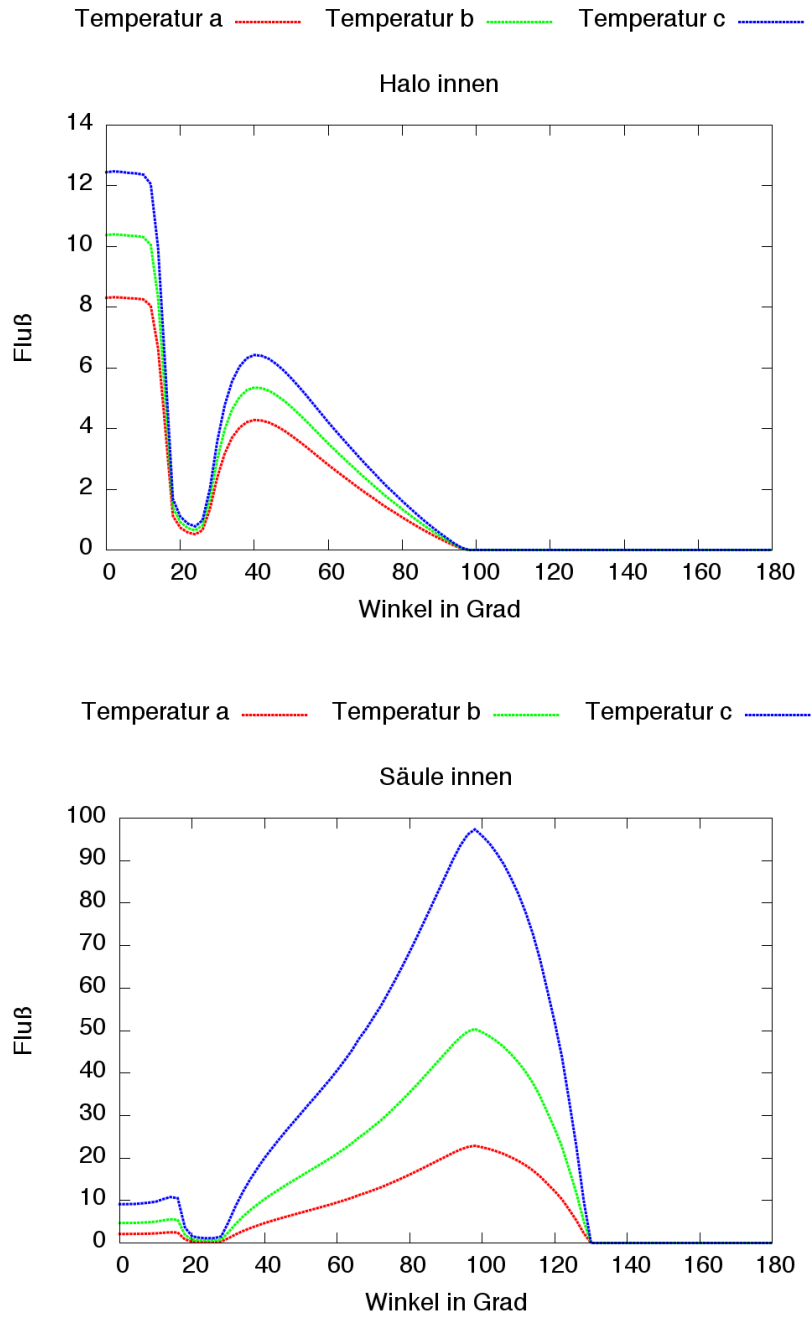 Temperatur a Temperatur b Temperatur c
Halo innen
14
12
10
8
6
4
2
0
Fluß
0 20 40 60 80 100 120 140 160 180
Winkel in Grad
Temperatur a Temperatur b Temperatur c
Säule innen
100
90
80
70
60
50
40
30
20
10
0
Fluß
0 20 40 60 80 100 120 140 160 180
Winkel in Grad